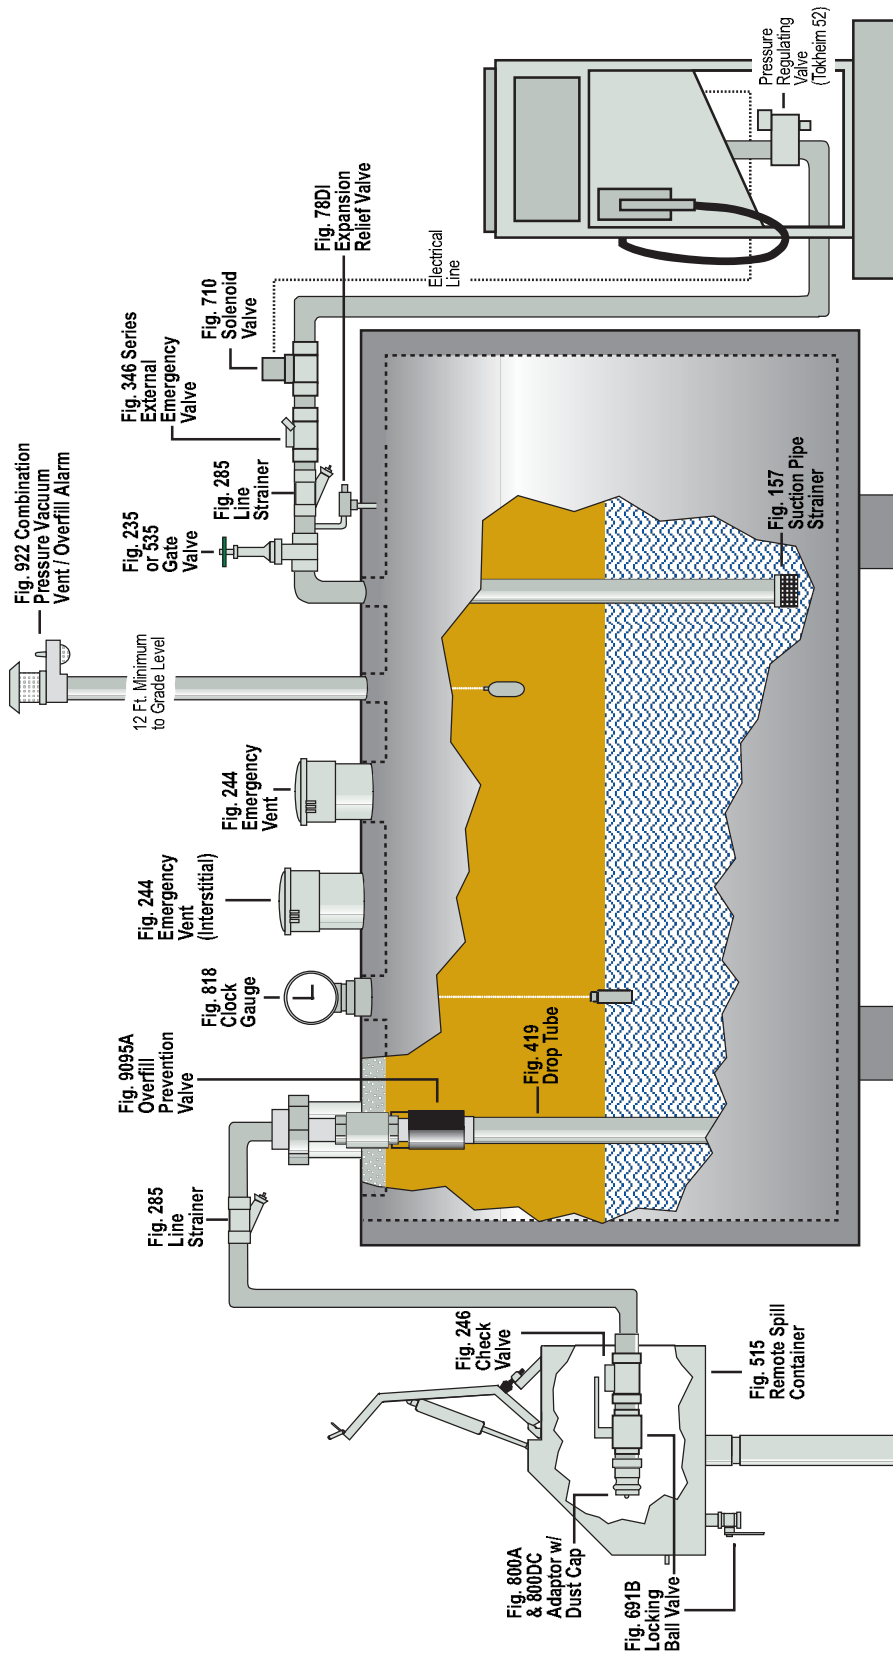 Fig. 800A
& 800DC
Adaptor w/
Dust Cap
Fig. 691B
Locking
Ball Valve
Fig. 246
Check
Valve
Fig. 515
Remote Spill
Container
Fig. 285
Line
Strainer
Fig. 9095A
Overfill
Prevention
Valve
Fig. 419
Drop Tube
Fig. 818
Clock
Gauge
Fig. 244
Emergency
Vent
(Interstitial)
Fig. 244
Emergency
Vent
Fig. 922 Combination
Pressure Vacuum
Vent / Overfill Alarm
12 Ft. Minimum
to Grade Level
Fig. 235
or 535
Gate
Valve
Fig. 285
Line
Strainer
Fig. 346 Series
External
Emergency
Valve
Fig. 710
Solenoid
Valve
Fig. 78DI
Expansion
Relief Valve
Electrical
Line
Fig. 157
Suction Pipe
Strainer
Pressure
Regulating
Valve
(Tokheim 52)